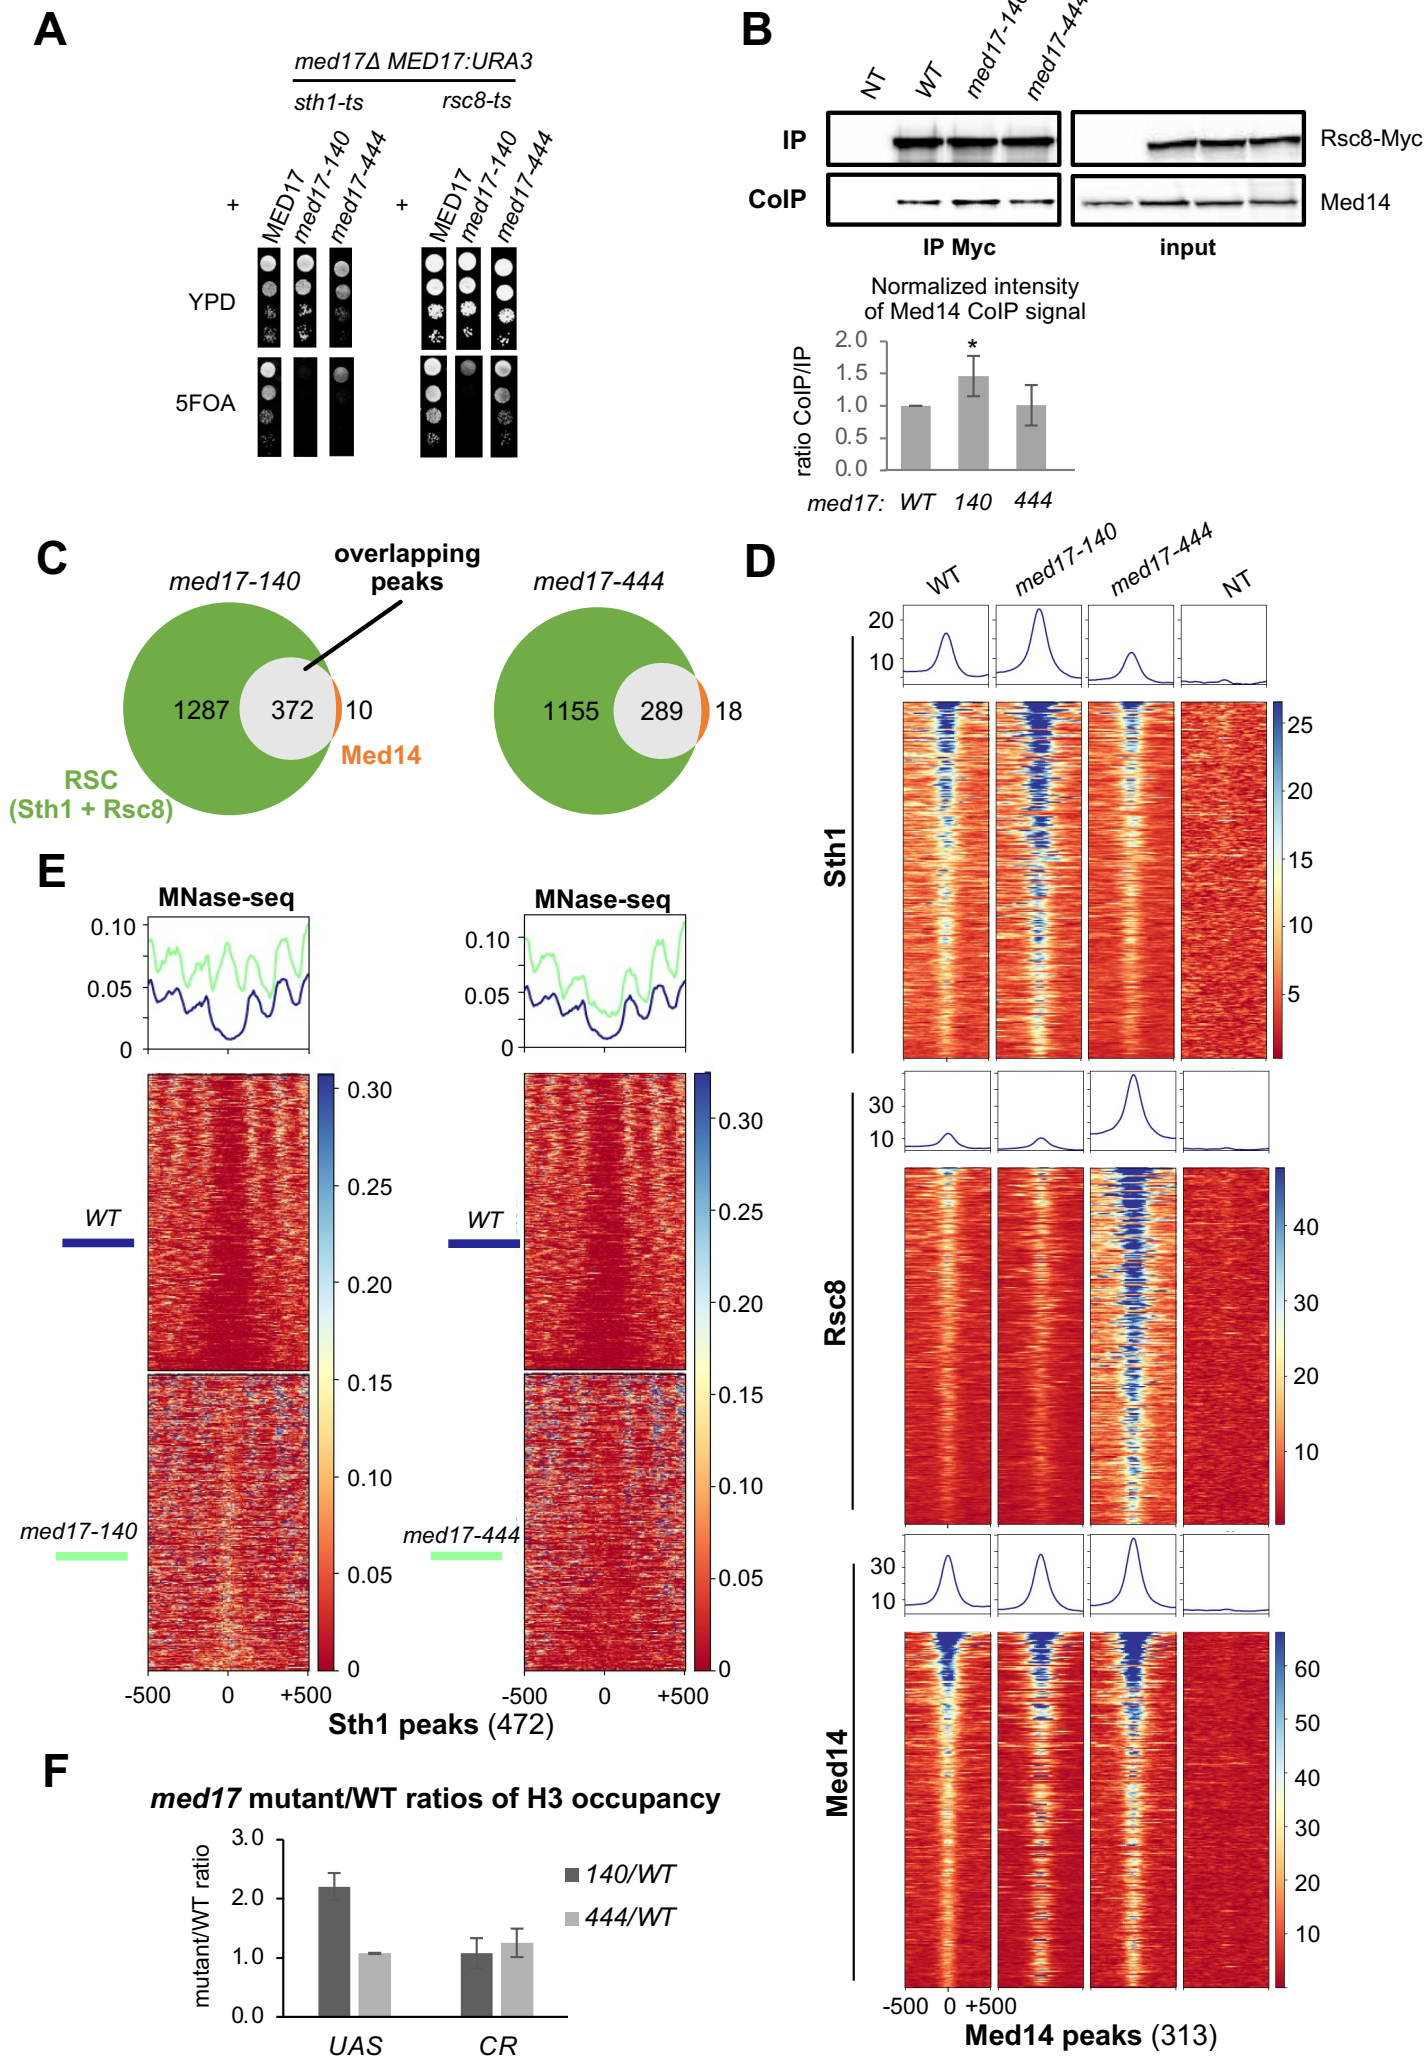 A
med17Δ MED17:URA3
sth1-ts
rsc8-ts
+
MED17
med17-140
med17-444
+
MED17
med17-140
med17-444
YPD
5FOA
B
NT
WT
med17-140
med17-444
IP
Rsc8-Myc
CoIP
Med14
IP Myc
input
Normalized intensity
of Med14 CoIP signal
ratio CoIP/IP
2.0
1.5
1.0
0.5
0.0
*
med17: WT 140 444
C
med17-140
overlapping
peaks
med17-444
1287
372
10
Med14
RSC
(Sth1 + Rsc8)
1155
289
18
D
WT
med17-140
med17-444
NT
20
10
Sth1
25
20
15
10
5
30
10
Rsc8
40
30
20
10
30
10
Med14
60
50
40
30
20
10
-500 0 +500
Med14 peaks (313)
E
MNase-seq
0.10
0.05
0
WT
med17-140
0.30
0.25
0.20
0.15
0.10
0.05
0
-500 0 +500
MNase-seq
0.10
0.05
0
WT
med17-444
0.30
0.25
0.20
0.15
0.10
0.05
0
-500 0 +500
Sth1 peaks (472)
F
med17 mutant/WT ratios of H3 occupancy
mutant/WT ratio
3.0
2.0
1.0
0.0
140/WT
444/WT
UAS
CR